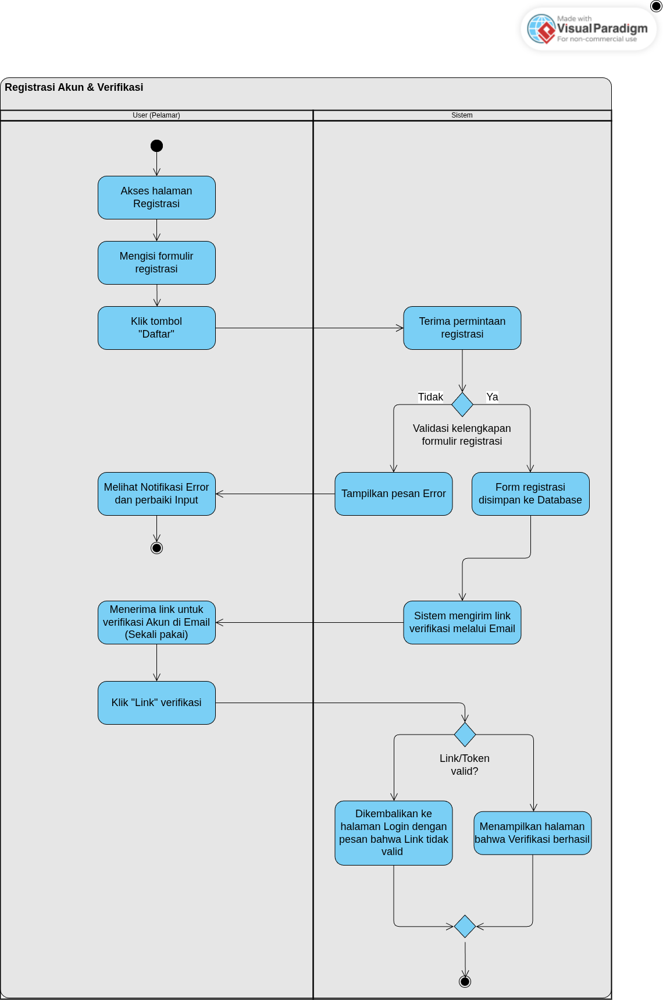 Made with
Visual Paradigm
For non-commercial use
Registrasi Akun & Verifikasi
User (Pelamar)
Sistem
Akses halaman
Registrasi
Mengisi formulir
registrasi
Klik tombol
"Daftar"
Terima permintaan
registrasi
Tidak
Ya
Validasi kelengkapan
formulir registrasi
Melihat Notifikasi Error
dan perbaiki Input
Tampilkan pesan Error
Form registrasi
disimpan ke Database
Menerima link untuk
verifikasi Akun di Email
(Sekali pakai)
Sistem mengirim link
verifikasi melalui Email
Klik "Link" verifikasi
Link/Token
valid?
Dikembalikan ke
halaman Login dengan
pesan bahwa Link tidak
valid
Menampilkan halaman
bahwa Verifikasi berhasil